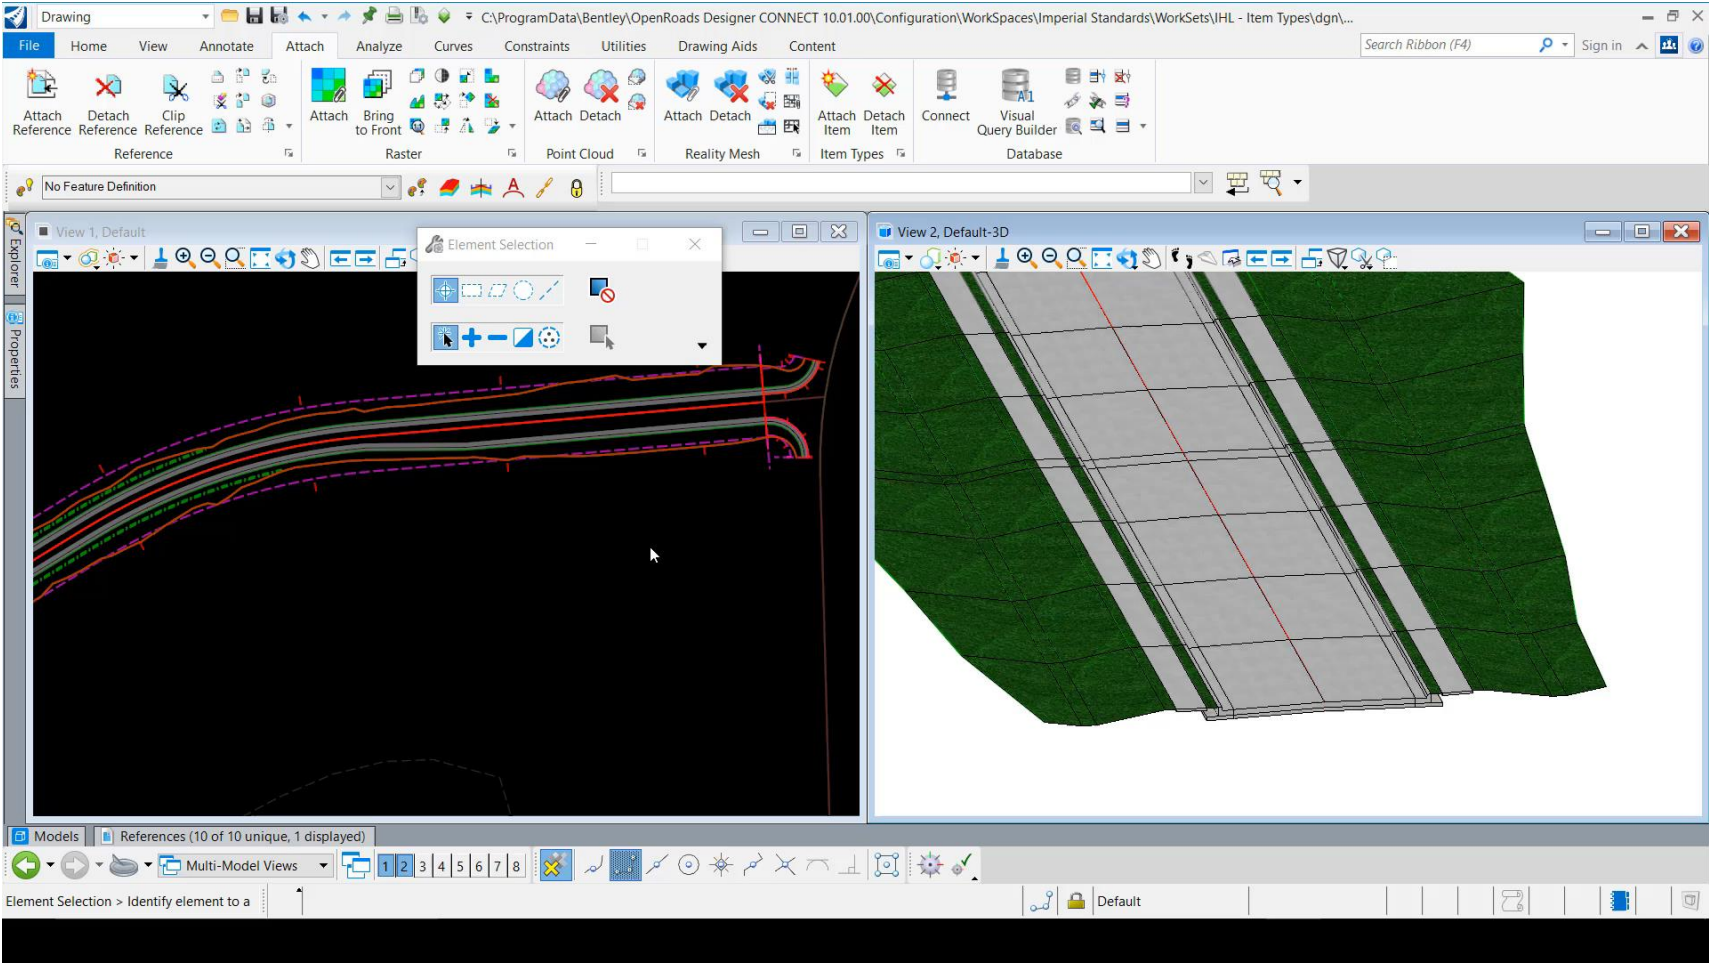 Drawing
C:\ProgramData\Bentley\OpenRoads Designer CONNECT 10.01.00\Configuration\WorkSpaces\Imperial Standards\WorkSets\IHL - Item Types\dgn\...
File Home View Annotate Attach Analyze Curves Constraints Utilities Drawing Aids Content
Search Ribbon (F4)
Sign in
Attach Reference
Detach Reference
Clip Reference
Attach
Bring to Front
Attach
Detach
Attach
Detach
Attach Item
Detach Item
Connect
Visual Query Builder
Reference
Raster
Point Cloud
Reality Mesh
Item Types
Database
No Feature Definition
Explorer
Properties
View 1, Default
Element Selection
View 2, Default-3D
Models
References (10 of 10 unique, 1 displayed)
Multi-Model Views
1 2 3 4 5 6 7 8
Element Selection > Identify element to a
Default